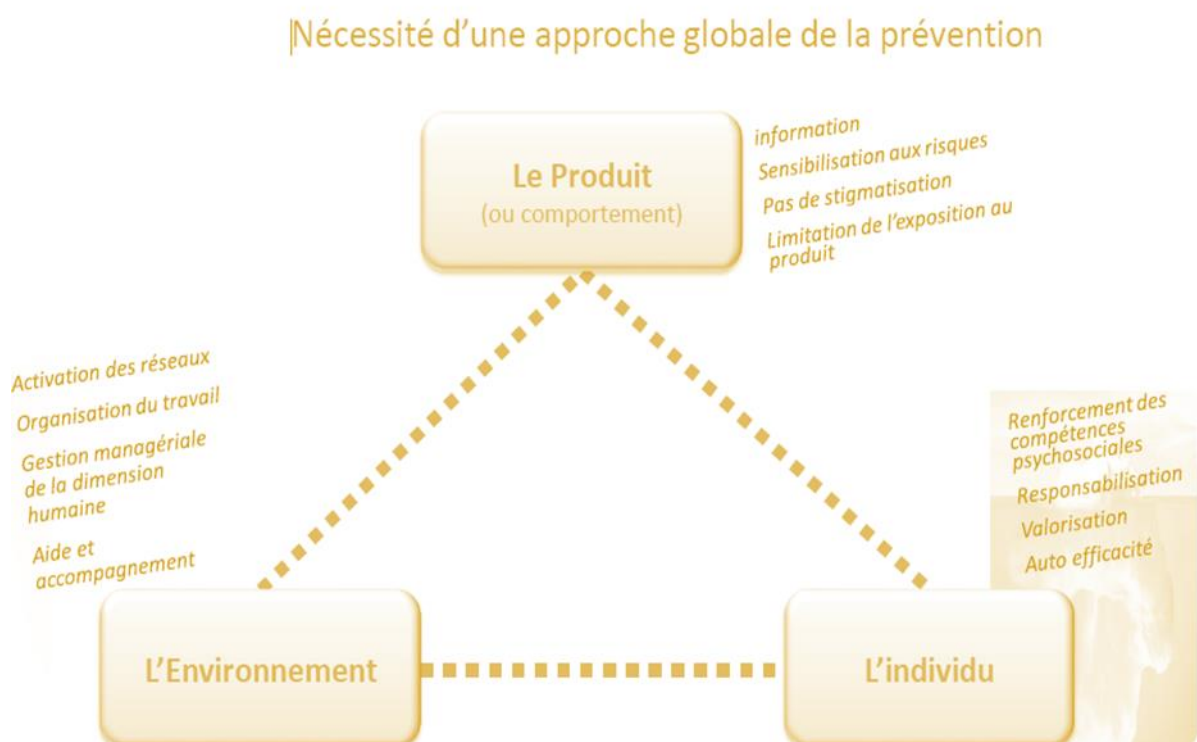 Nécessité d'une approche globale de la prévention
Le Produit
(ou comportement)
information
Sensibilisation aux risques
Pas de stigmatisation
Limitation de l'exposition au
produit
Activation des réseaux
Organisation du travail
Gestion managériale
de la dimension
humaine
Aide et
accompagnement
Renforcement des
compétences
psychosociales
Responsabilisation
Valorisation
Auto efficacité
L'Environnement
L'individu